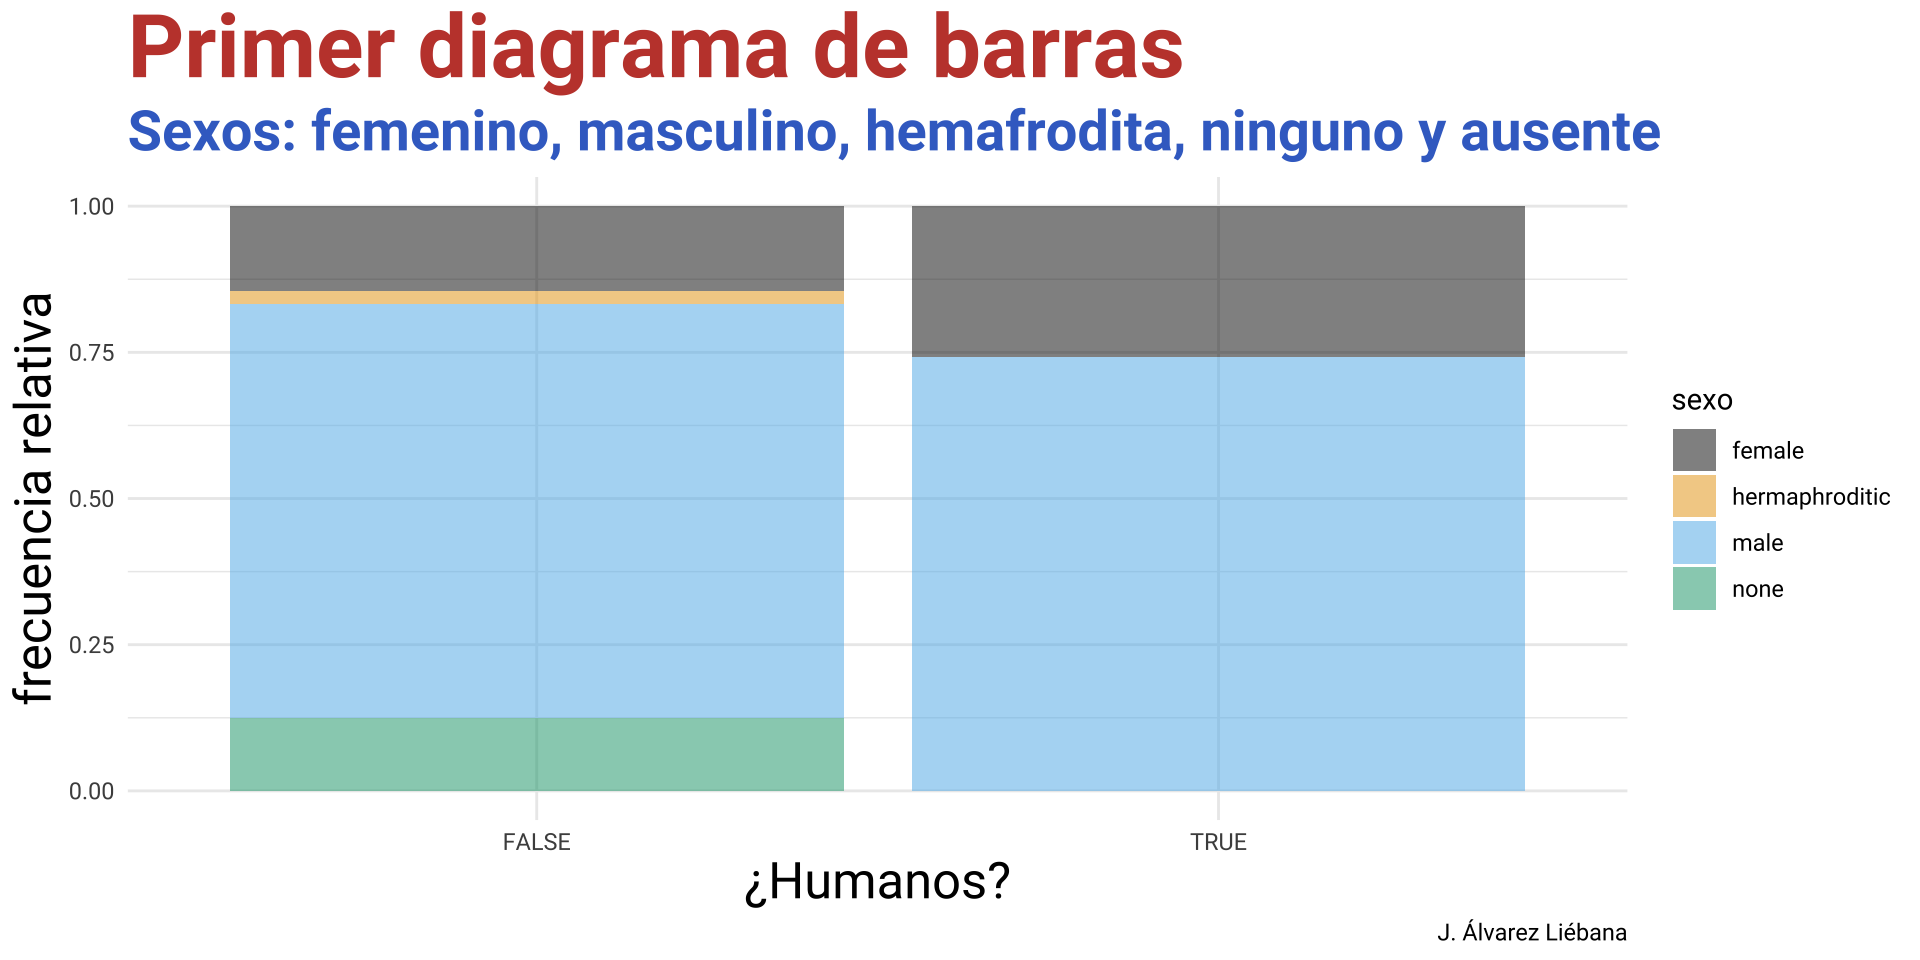 Primer diagrama de barras
Sexos: femenino, masculino, hemafrodita, ninguno y ausente
1.00
0.75
0.50
0.25
0.00
frecuencia relativa
FALSE
TRUE
¿Humanos?
sexo
female
hermaphroditic
male
none
J. Álvarez Liébana